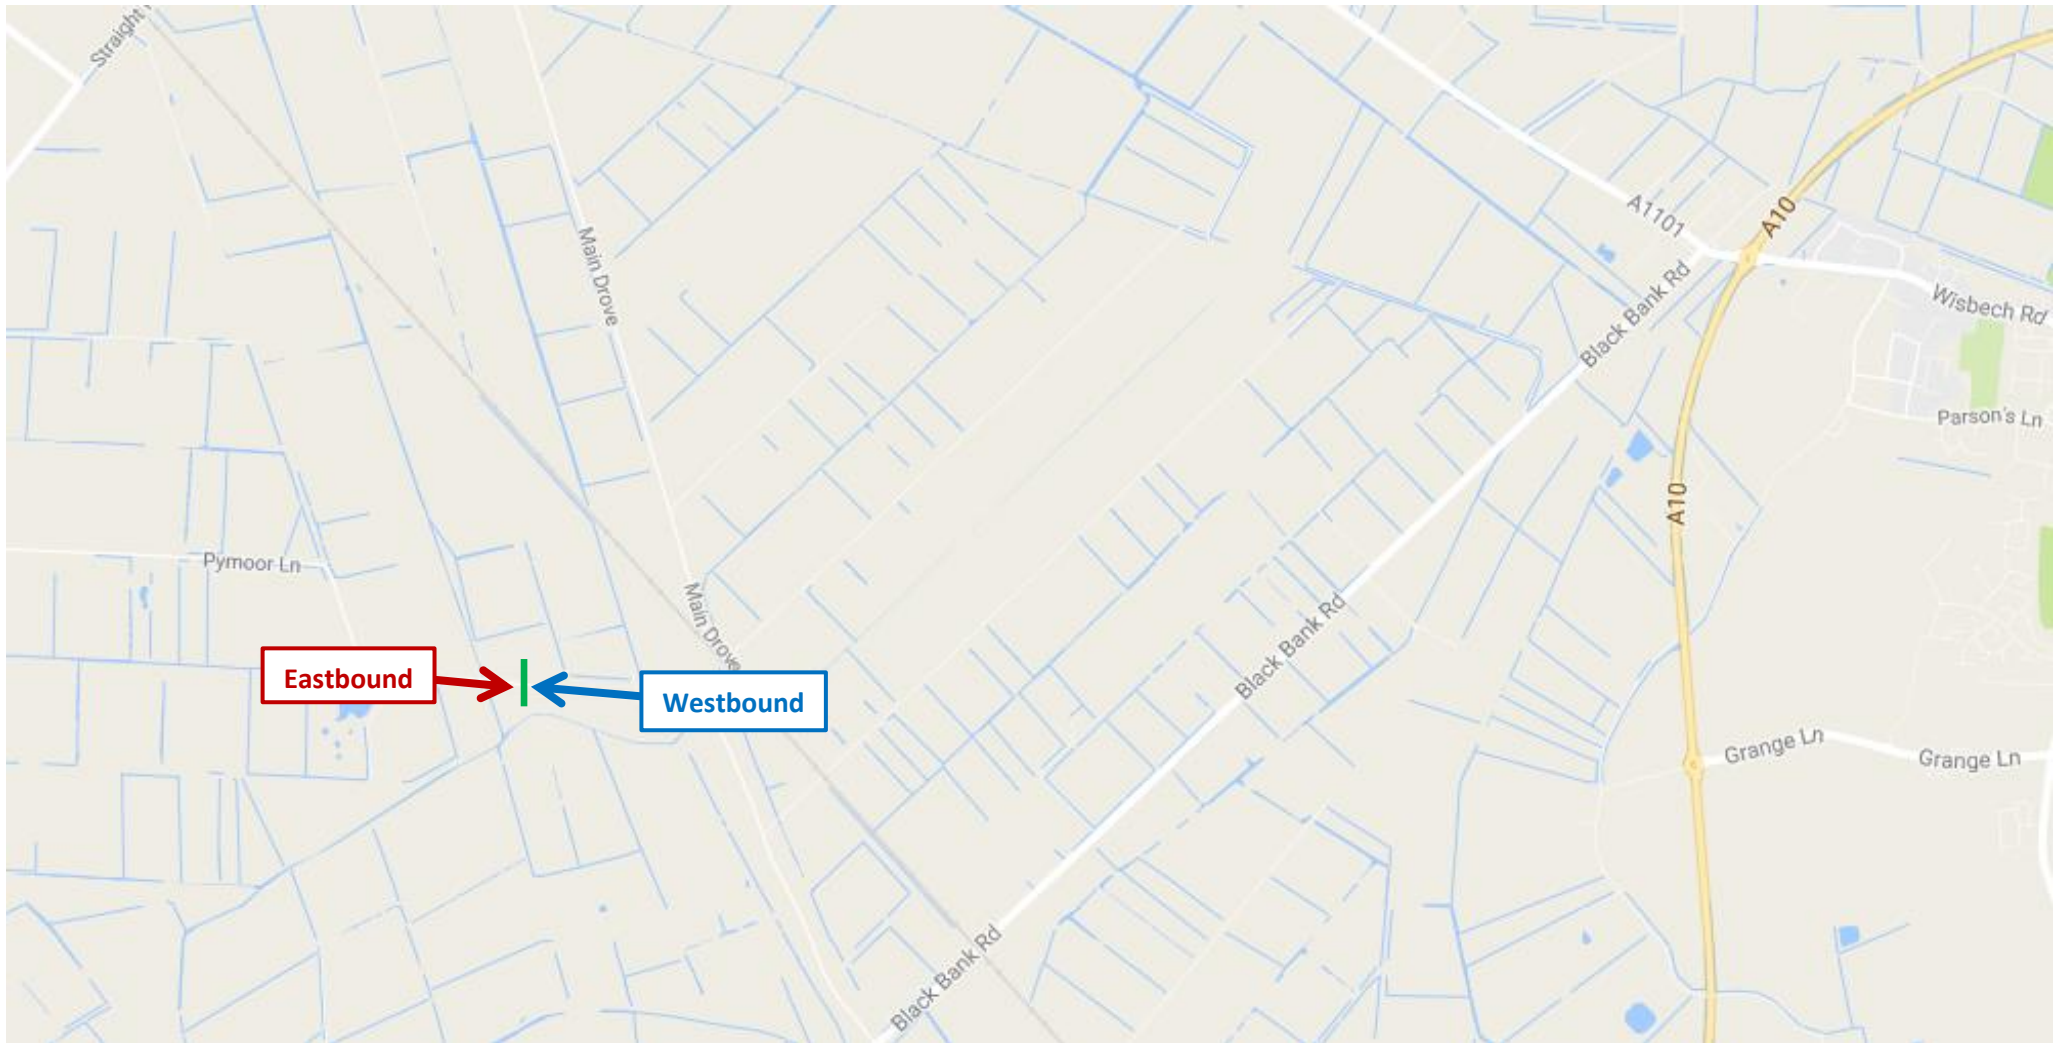 Straight
A1101
A10
Main Drove
Black Bank Rd
Wisbech Rd
Parson's Ln
A10
Pymoor Ln
Main Drove
Black Bank Rd
Eastbound
Westbound
Grange Ln
Grange Ln
Black Bank Rd